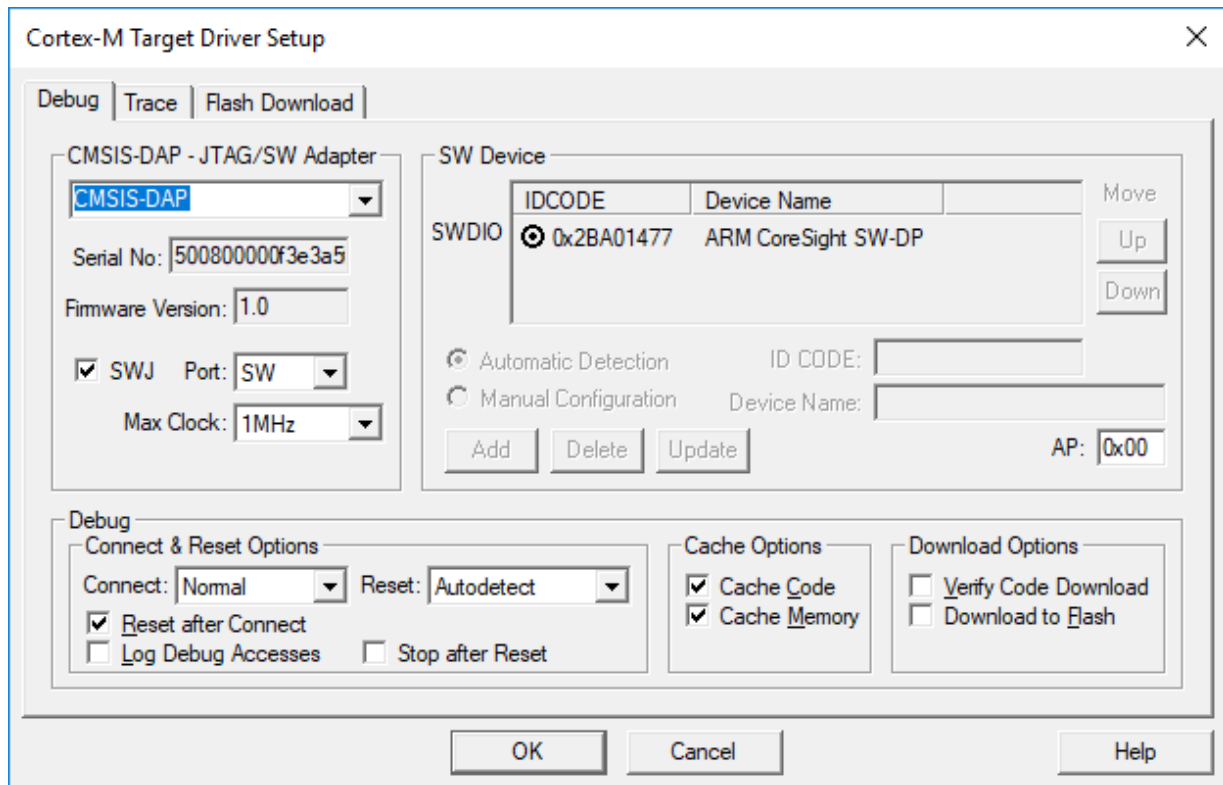 Cortex-M Target Driver Setup
Debug Trace Flash Download
CMSIS-DAP - JTAG/SW Adapter
CMSIS-DAP
Serial No: 500800000f3e3a5
Firmware Version: 1.0
SWJ Port: SW
Max Clock: 1MHz
SW Device
IDCODE Device Name
SWDIO 0x2BA01477 ARM CoreSight SW-DP
Move
Up
Down
Automatic Detection ID CODE:
Manual Configuration Device Name:
Add Delete Update AP: 0x00
Debug
Connect & Reset Options
Connect: Normal Reset: Autodetect
Reset after Connect
Log Debug Accesses Stop after Reset
Cache Options
Cache Code
Cache Memory
Download Options
Verify Code Download
Download to Flash
OK Cancel Help